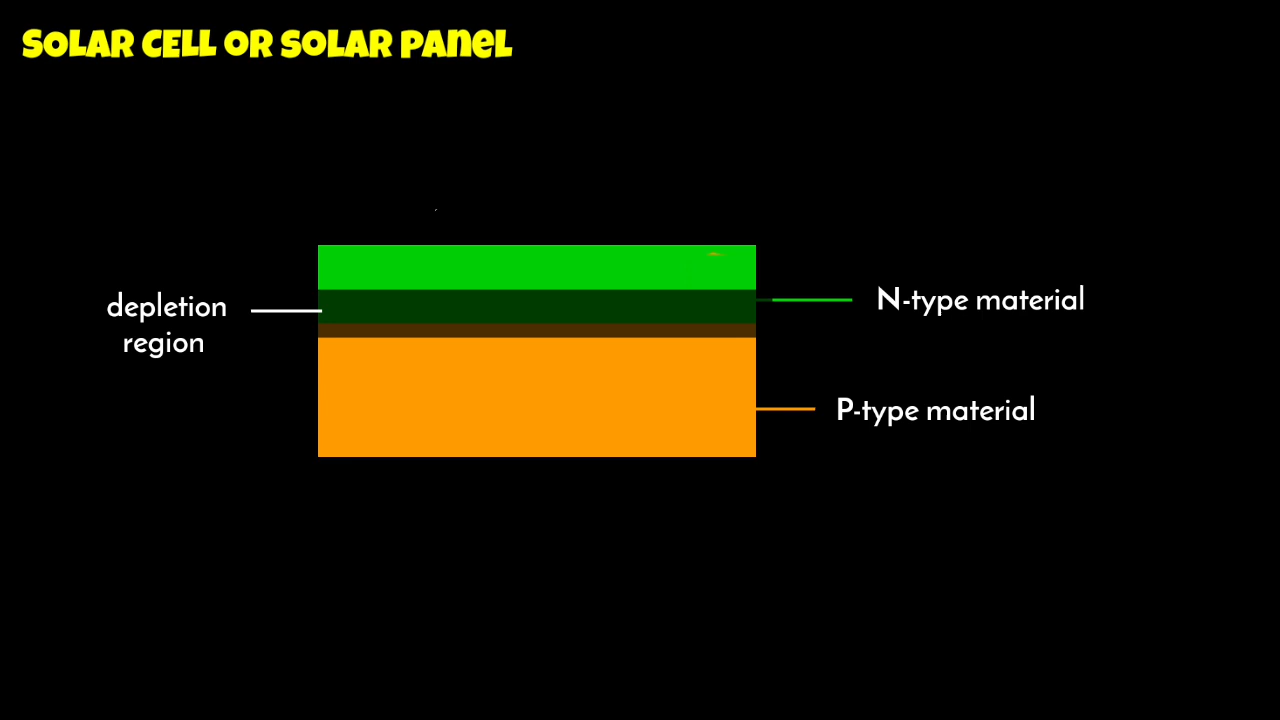 SOLAR CELL OR SOLAR PANEL
depletion
region
N-type material
P-type material